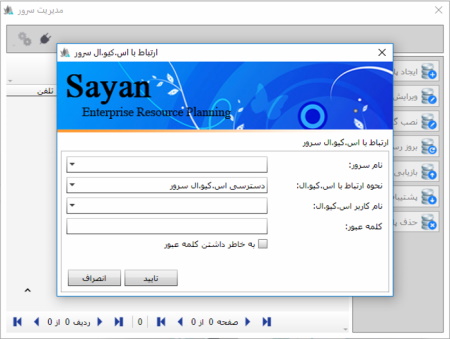 مدیریت سرور
ارتباط با اس.کیو.ال سرور
Sayan
Enterprise Resource Planning
ارتباط با اس.کیو.ال سرور
نام سرور:
نحوه ارتباط با اس.کیو.ال:
دسترسی اس.کیو.ال سرور
نام کاربر اس.کیو.ال:
کلمه عبور:
به خاطر داشتن کلمه عبور
تایید
انصراف
تلفن
ایجاد پا
ویرایش
نصب گ
بروز رس
بازیابی
پشتیبا
حذف پا
صفحه 0 از 0
0
ردیف 0 از 0